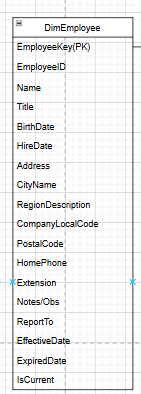 DimEmployee
EmployeeKey(PK)
EmployeeID
Name
Title
BirthDate
HireDate
Address
CityName
RegionDescription
CompanyLocalCode
PostalCode
HomePhone
Extension
Notes/Obs
ReportTo
EffectiveDate
ExpiredDate
IsCurrent